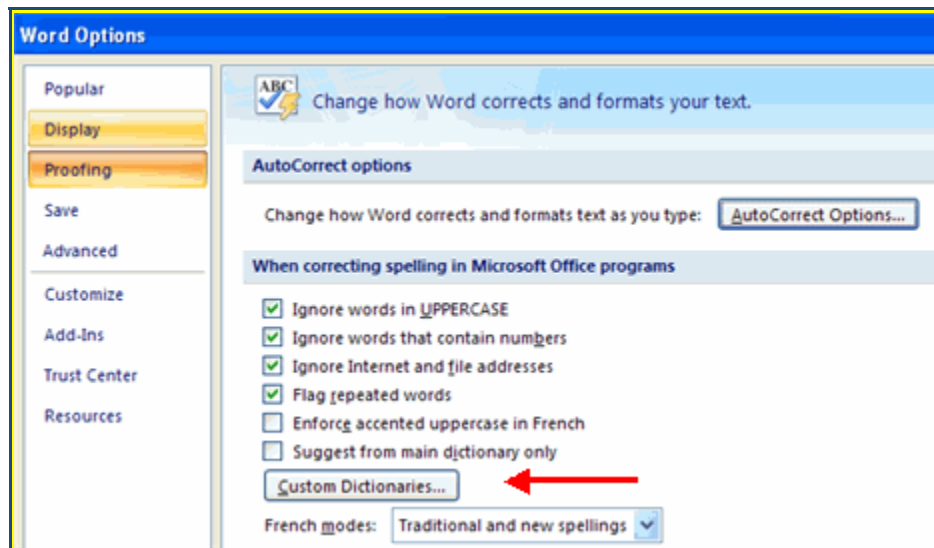 Word Options
Popular
Display
Proofing
Save
Advanced
Customize
Add-Ins
Trust Center
Resources
ABC
Change how Word corrects and formats your text.
AutoCorrect options
Change how Word corrects and formats text as you type: AutoCorrect Options...
When correcting spelling in Microsoft Office programs
Ignore words in UPPERCASE
Ignore words that contain numbers
Ignore Internet and file addresses
Flag repeated words
Enforce accented uppercase in French
Suggest from main dictionary only
Custom Dictionaries...
French modes: Traditional and new spellings